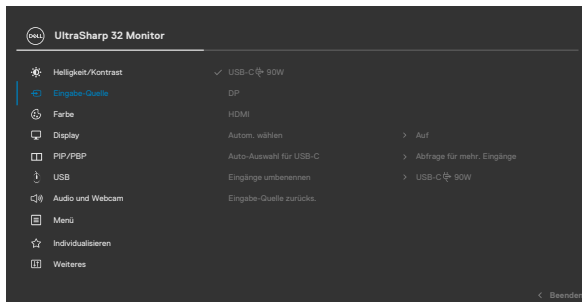 DELL UltraSharp 32 Monitor
Helligkeit/Kontrast USB-C 90W
Eingabe-Quelle DP
Farbe HDMI
Display Autom. wählen > Auf
PIP/PBP Auto-Auswahl für USB-C > Abfrage für mehr. Eingänge
USB Eingänge umbenennen > USB-C 90W
Audio und Webcam Eingabe-Quelle zurücks.
Menü
Individualisieren
Weiteres
< Beenden